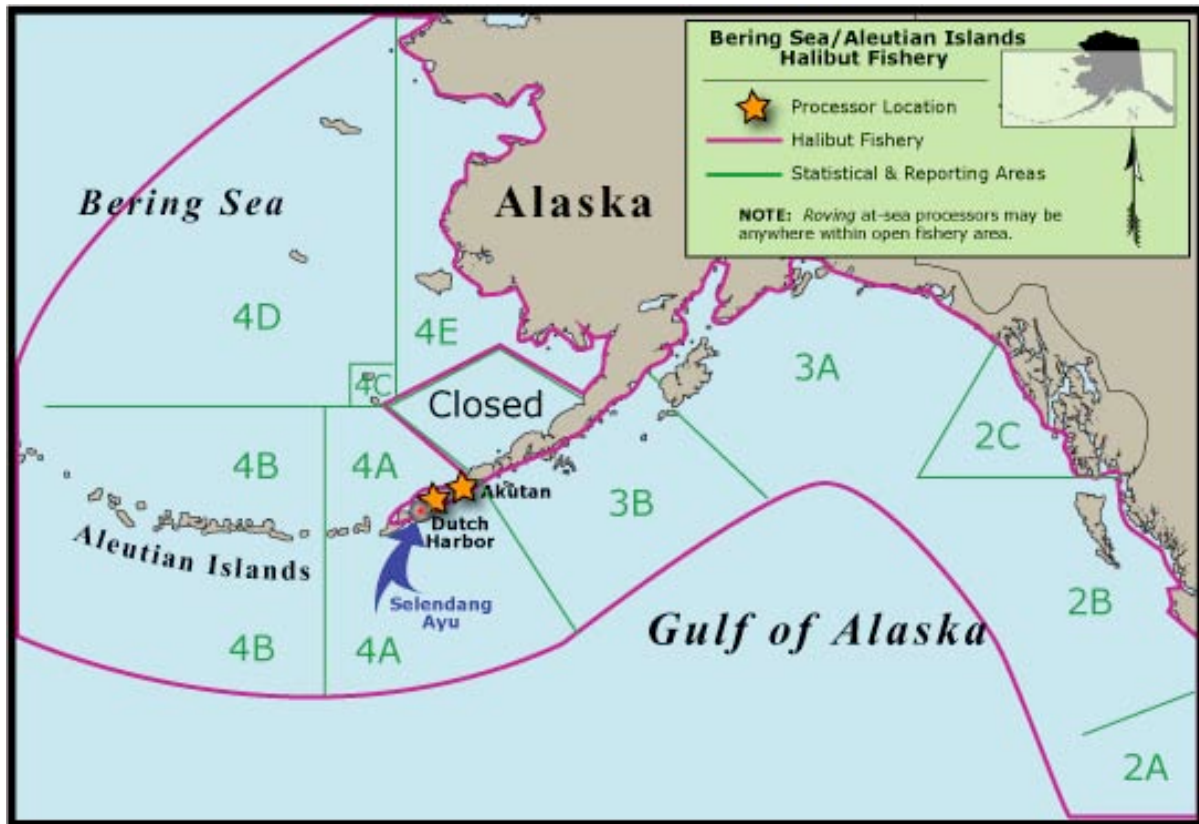 Bering Sea/Aleutian Islands
Halibut Fishery
Processor Location
Halibut Fishery
Statistical & Reporting Areas
NOTE: Roving at-sea processors may be
anywhere within open fishery area.
N
Bering Sea
Alaska
4D
4E
4C
Closed
3A
2C
4B
4A
Akutan
3B
Dutch
Harbor
Aleutian Islands
Selendang
Ayu
4B
4A
Gulf of Alaska
2B
2A